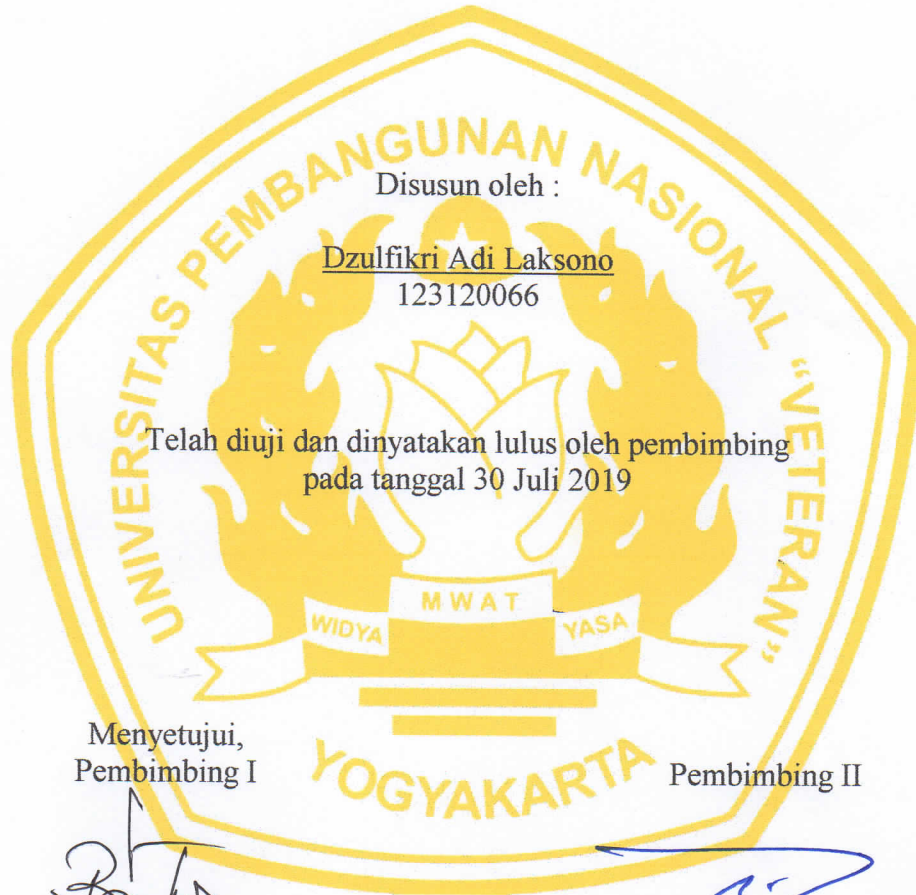 UNIVERSITAS PEMBANGUNAN NASIONAL "VETERAN"
Disusun oleh :
Dzulfikri Adi Laksono
123120066
Telah diuji dan dinyatakan lulus oleh pembimbing
pada tanggal 30 Juli 2019
WIDYA MWAT YASA
YOGYAKARTA
Menyetujui,
Pembimbing I
Pembimbing II